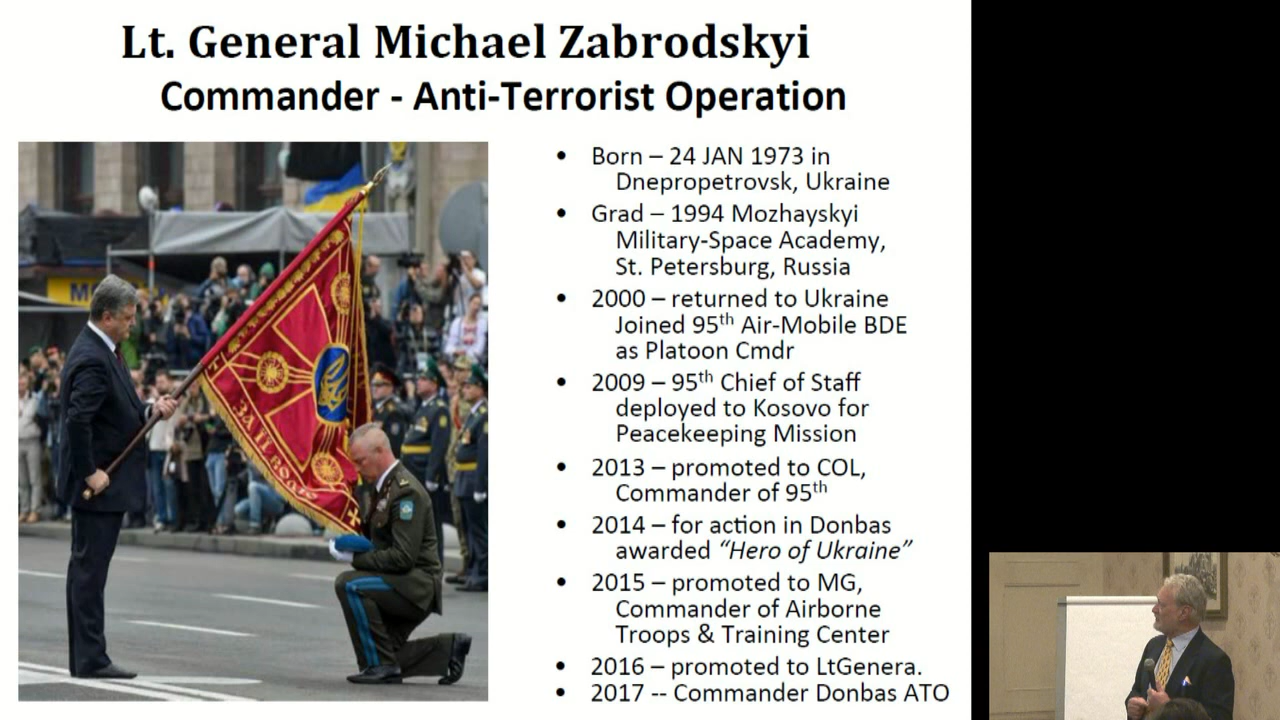 Lt. General Michael Zabrodskyi
Commander - Anti-Terrorist Operation
• Born – 24 JAN 1973 in
Dnepropetrovsk, Ukraine
• Grad – 1994 Mozhayskyi
Military-Space Academy,
St. Petersburg, Russia
• 2000 – returned to Ukraine
Joined 95th Air-Mobile BDE
as Platoon Cmdr
• 2009 – 95th Chief of Staff
deployed to Kosovo for
Peacekeeping Mission
• 2013 – promoted to COL,
Commander of 95th
• 2014 – for action in Donbas
awarded “Hero of Ukraine”
• 2015 – promoted to MG,
Commander of Airborne
Troops & Training Center
• 2016 – promoted to LtGenera.
• 2017 -- Commander Donbas ATO